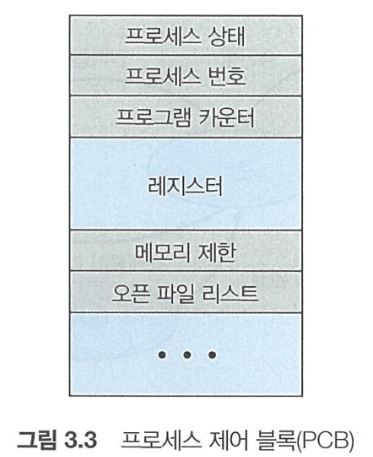 프로세스 상태
프로세스 번호
프로그램 카운터
레지스터
메모리 제한
오픈 파일 리스트
• • •
그림 3.3 프로세스 제어 블록(PCB)